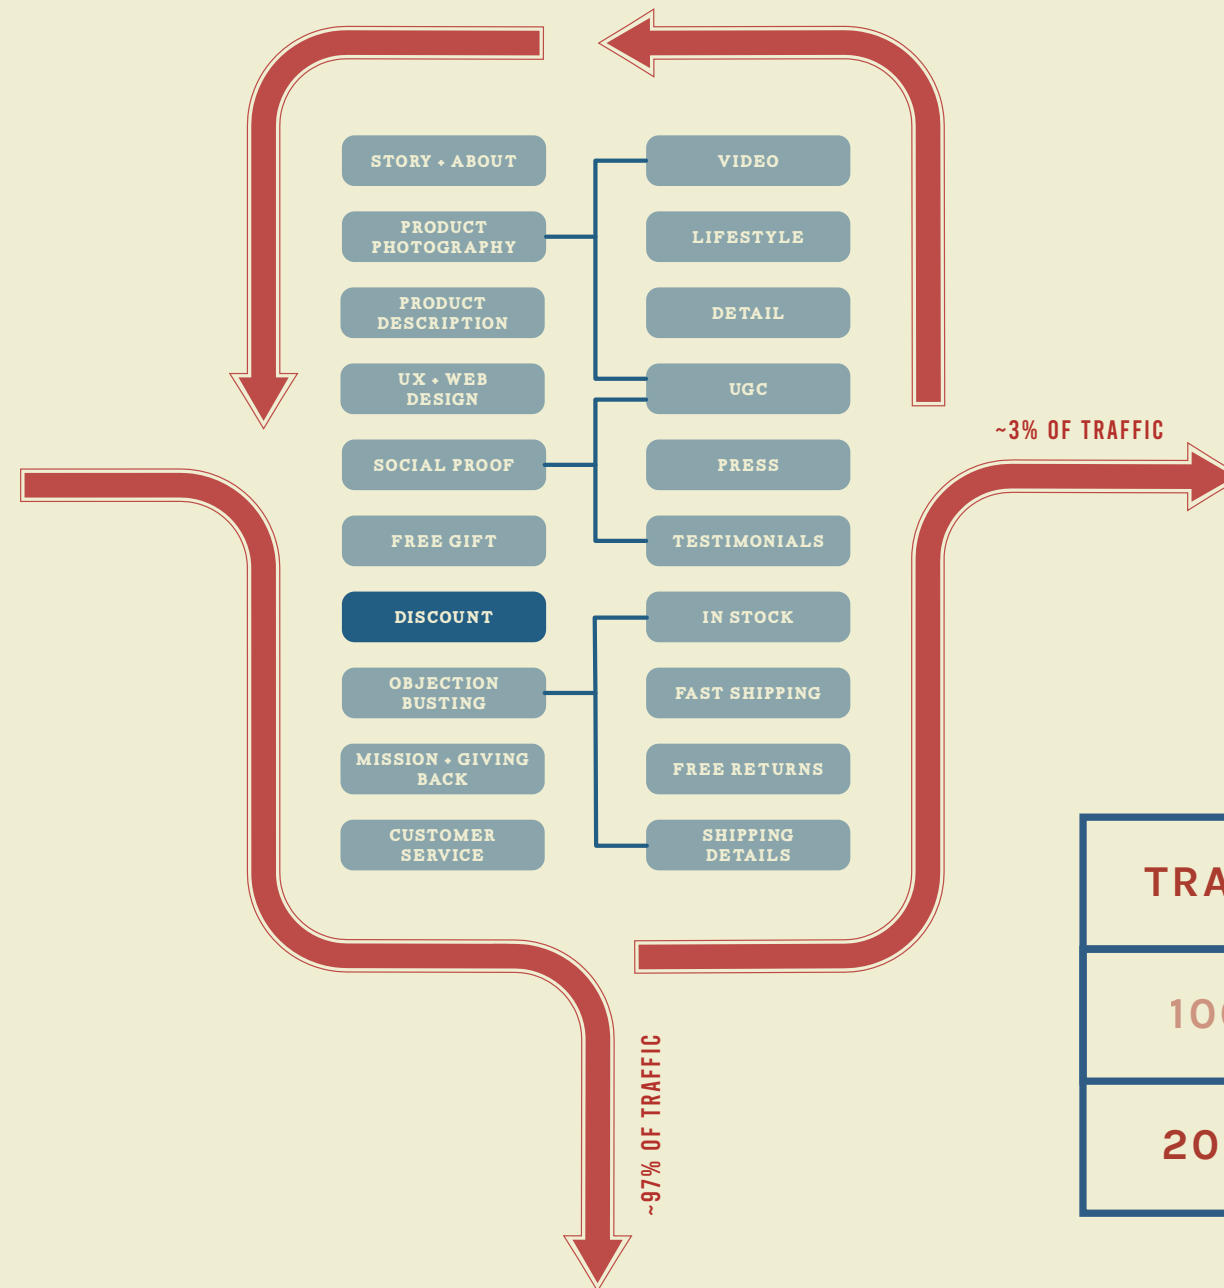 STORY + ABOUT
VIDEO
PRODUCT
PHOTOGRAPHY
LIFESTYLE
PRODUCT
DESCRIPTION
DETAIL
UX + WEB
DESIGN
UGC
~3% OF TRAFFIC
SOCIAL PROOF
PRESS
FREE GIFT
TESTIMONIALS
DISCOUNT
IN STOCK
OBJECTION
BUSTING
FAST SHIPPING
MISSION + GIVING
BACK
FREE RETURNS
CUSTOMER
SERVICE
SHIPPING
DETAILS
~97% OF TRAFFIC